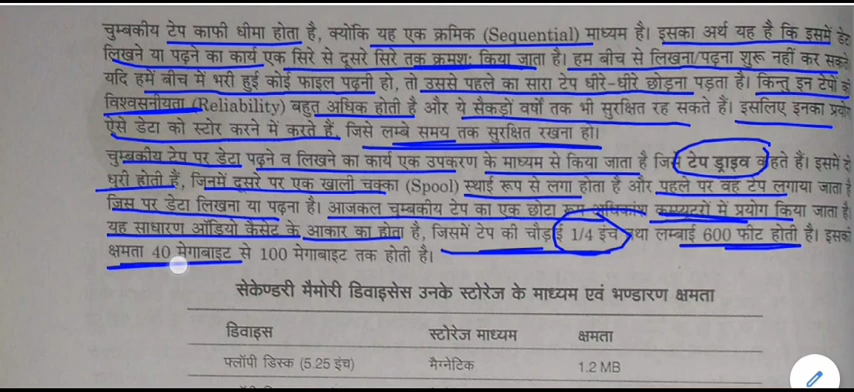 चुम्बकीय टेप काफी धीमा होता है, क्योंकि यह एक क्रमिक (Sequential) माध्यम है। इसका अर्थ यह है कि इसमें डेटा
लिखने या पढ़ने का कार्य एक सिरे से दूसरे सिरे तक क्रमशः किया जाता है। हम बीच से लिखना/पढ़ना शुरू नहीं कर सकते
यदि हमें बीच में भरी हुई कोई फाइल पढ़नी हो, तो उससे पहले का सारा टेप धीरे-धीरे छोड़ना पड़ता है। किन्तु इन टेपों की
विश्वसनीयता (Reliability) बहुत अधिक होती है और ये सैकड़ों वर्षों तक भी सुरक्षित रह सकते हैं। इसलिए इनका प्रयोग
ऐसे डेटा को स्टोर करने में करते हैं, जिसे लम्बे समय तक सुरक्षित रखना हो।
चुम्बकीय टेप पर डेटा पढ़ने व लिखने का कार्य एक उपकरण के माध्यम से किया जाता है जिसे टेप ड्राइव कहते हैं। इसमें दो
धुरी होती हैं, जिनमें दूसरे पर एक खाली चक्का (Spool) स्थाई रूप से लगा होता है और पहले पर वह टेप लगाया जाता है
जिस पर डेटा लिखना या पढ़ना है। आजकल चुम्बकीय टेप का एक छोटा रूप अधिकांश कम्प्यूटरों में प्रयोग किया जाता है।
यह साधारण ऑडियो कैसेट के आकार का होता है, जिसमें टेप की चौड़ाई 1/4 इंच तथा लम्बाई 600 फीट होती है। इसकी
क्षमता 40 मेगाबाइट से 100 मेगाबाइट तक होती है।
सेकेण्डरी मैमोरी डिवाइसेस उनके स्टोरेज के माध्यम एवं भण्डारण क्षमता
डिवाइस स्टोरेज माध्यम क्षमता
फ्लॉपी डिस्क (5.25 इंच) मैग्नेटिक 1.2 MB